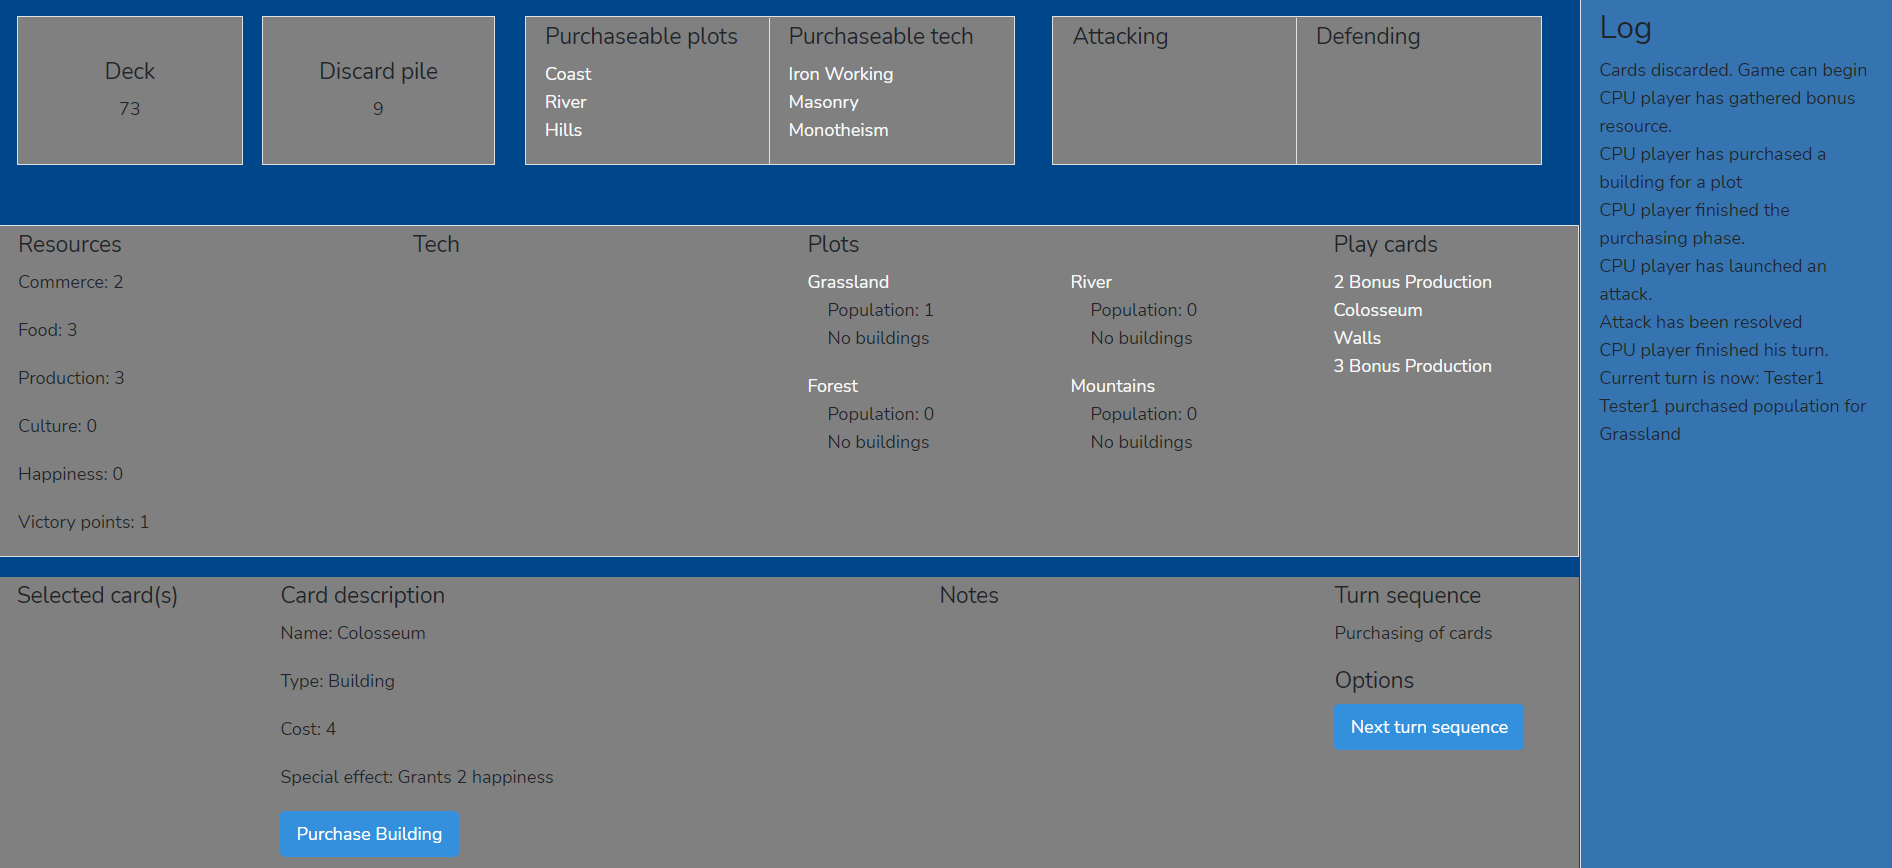 Deck
73
Discard pile
9
Purchaseable plots
Coast
River
Hills
Purchaseable tech
Iron Working
Masonry
Monotheism
Attacking
Defending
Resources
Commerce: 2
Food: 3
Production: 3
Culture: 0
Happiness: 0
Victory points: 1
Tech
Plots
Grassland
Population: 1
No buildings
River
Population: 0
No buildings
Forest
Population: 0
No buildings
Mountains
Population: 0
No buildings
Play cards
2 Bonus Production
Colosseum
Walls
3 Bonus Production
Selected card(s)
Card description
Name: Colosseum
Type: Building
Cost: 4
Special effect: Grants 2 happiness
Purchase Building
Notes
Turn sequence
Purchasing of cards
Options
Next turn sequence
Log
Cards discarded. Game can begin
CPU player has gathered bonus
resource.
CPU player has purchased a
building for a plot
CPU player finished the
purchasing phase.
CPU player has launched an
attack.
Attack has been resolved
CPU player finished his turn.
Current turn is now: Tester1
Tester1 purchased population for
Grassland